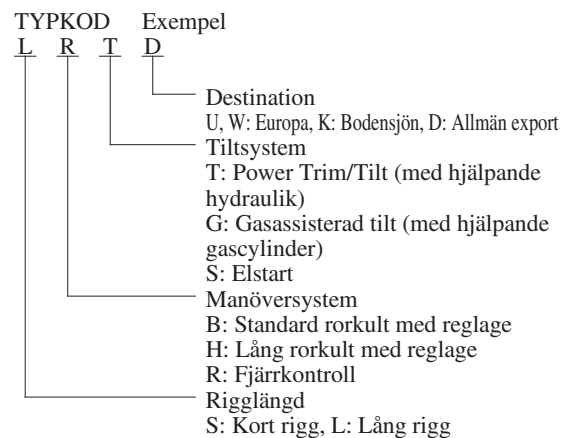 TYPKOD Exempel
L R T D
Destination
U, W: Europa, K: Bodensjön, D: Allmän export
Tiltsystem
T: Power Trim/Tilt (med hjälpande
hydraulik)
G: Gasassisterad tilt (med hjälpande
gascylinder)
S: Elstart
Manöversystem
B: Standard rorkult med reglage
H: Lång rorkult med reglage
R: Fjärrkontroll
Rigglängd
S: Kort rigg, L: Lång rigg